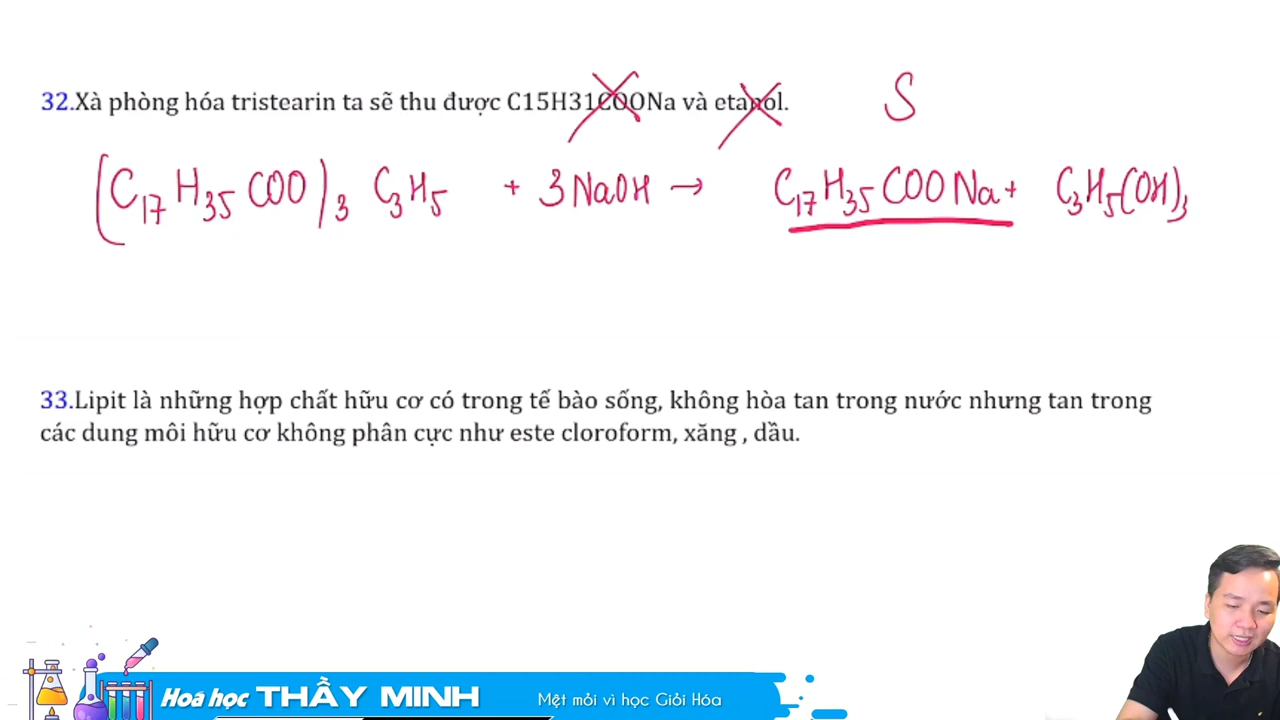 32.Xà phòng hóa tristearin ta sẽ thu được C15H31COONa và etanol. S
(C₁₇H₃₅COO)₃C₃H₅ + 3NaOH → C₁₇H₃₅COONa + C₃H₅(OH)₃
33.Lipit là những hợp chất hữu cơ có trong tế bào sống, không hòa tan trong nước nhưng tan trong
các dung môi hữu cơ không phân cực như este cloroform, xăng , dầu.
Hoá học THẦY MINH Mệt mỏi vì học Giỏi Hóa